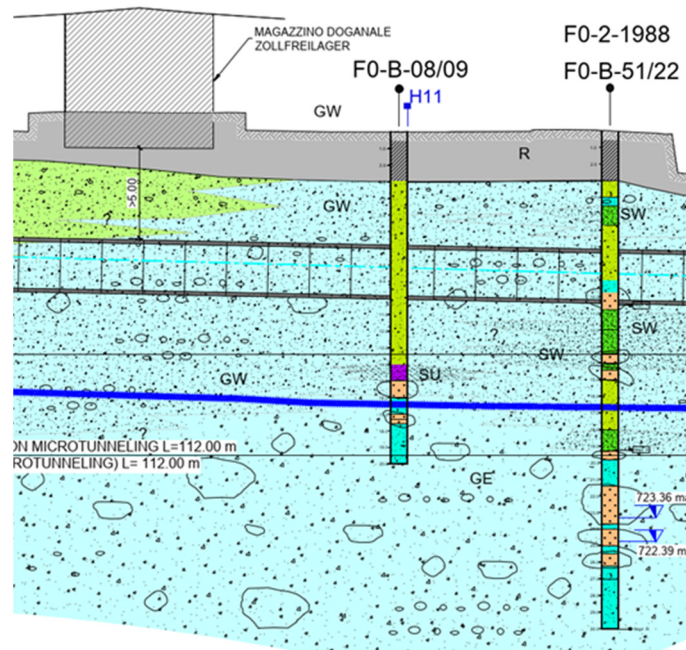 MAGAZZINO DOGANALE
ZOLLFREILAGER
F0-2-1988
F0-B-08/09
F0-B-51/22
H11
GW
R
>5.00
GW
SW
?
?
SW
SW
GW
SU
?
ON MICROTUNNELING L=112.00 m
ROTUNNELING) L= 112.00 m
GE
723.36 m
722.39 m